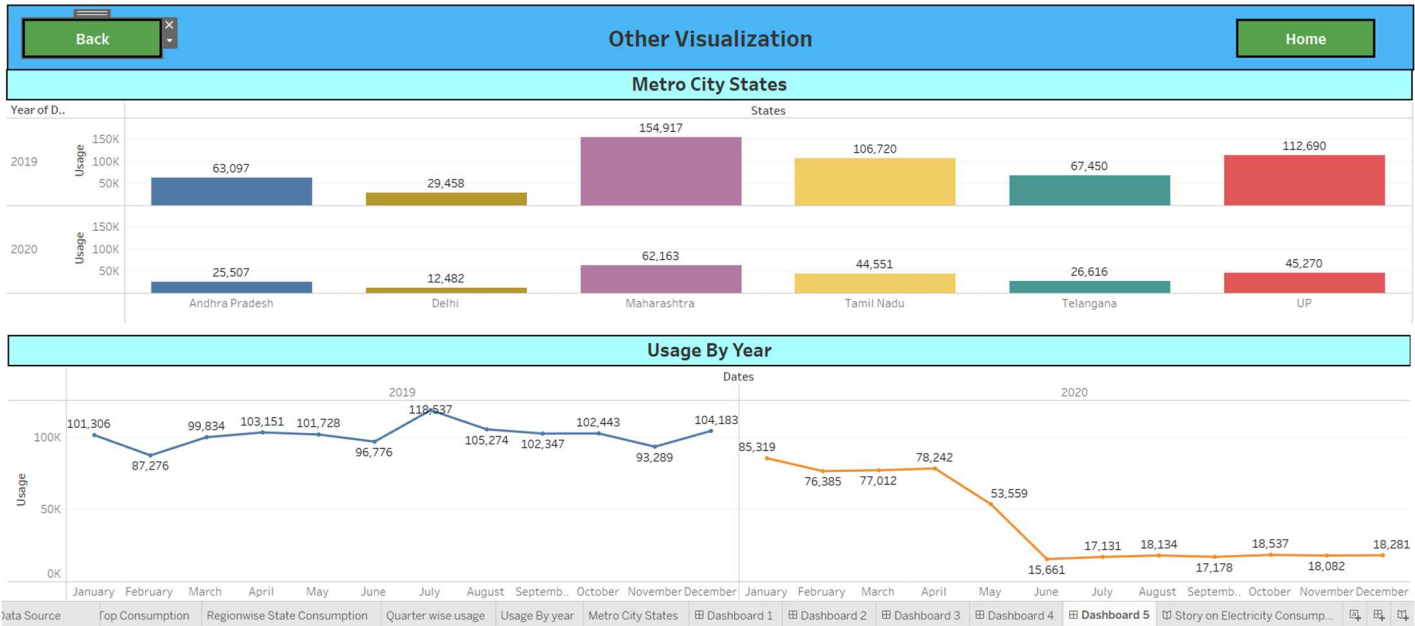 Back
Other Visualization
Home
Metro City States
Year of D..
States
2019
Usage
150K
100K
50K
63,097
29,458
154,917
106,720
67,450
112,690
2020
Usage
150K
100K
50K
25,507
12,482
62,163
44,551
26,616
45,270
Andhra Pradesh Delhi Maharashtra Tamil Nadu Telangana UP
Usage By Year
Dates
2019 2020
Usage
100K
50K
0K
101,306
87,276
99,834
103,151
101,728
96,776
118,537
105,274
102,347
102,443
93,289
104,183
85,319
76,385
77,012
78,242
53,559
15,661
17,131
18,134
17,178
18,537
18,082
18,281
January February March April May June July August Septemb.. October November December January February March April May June July August Septemb.. October November December
Data Source Top Consumption Regionwise State Consumption Quarter wise usage Usage By year Metro City States Dashboard 1 Dashboard 2 Dashboard 3 Dashboard 4 Dashboard 5 Story on Electricity Consump...